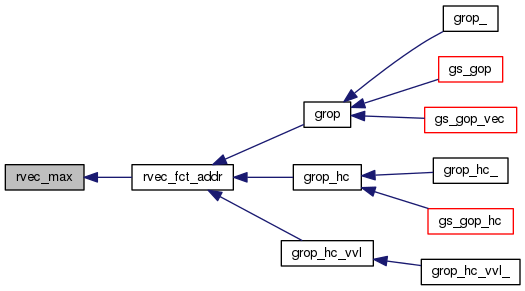 grop_
gs_gop
grop
gs_gop_vec
rvec_max
rvec_fct_addr
grop_hc
grop_hc_
gs_gop_hc
grop_hc_vvl
grop_hc_vvl_